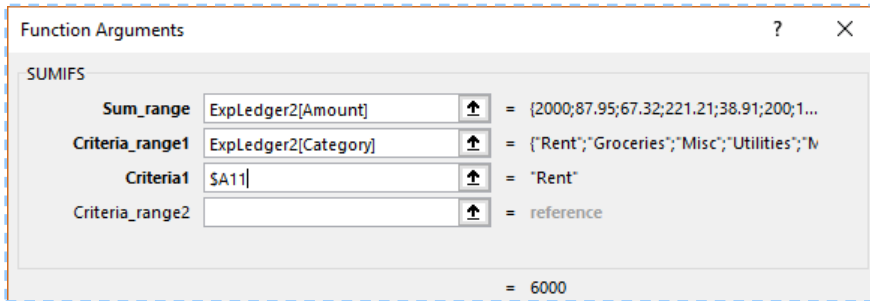 Function Arguments ? ×
SUMIFS
Sum_range ExpLedger2[Amount] = {2000;87.95;67.32;221.21;38.91;200;1...
Criteria_range1 ExpLedger2[Category] = {"Rent";"Groceries";"Misc";"Utilities";"M
Criteria1 $A11 = "Rent"
Criteria_range2 = reference
= 6000